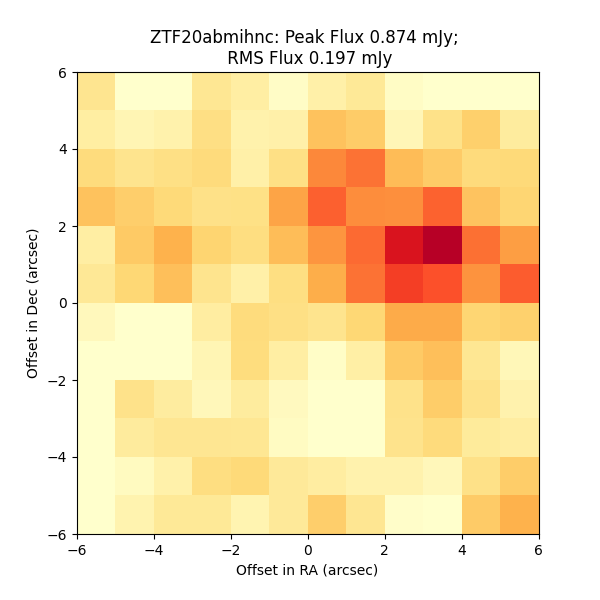 ZTF20abmihnc: Peak Flux 0.874 mJy;
RMS Flux 0.197 mJy
6
4
2
0
−2
−4
−6
Offset in Dec (arcsec)
−6 −4 −2 0 2 4 6
Offset in RA (arcsec)